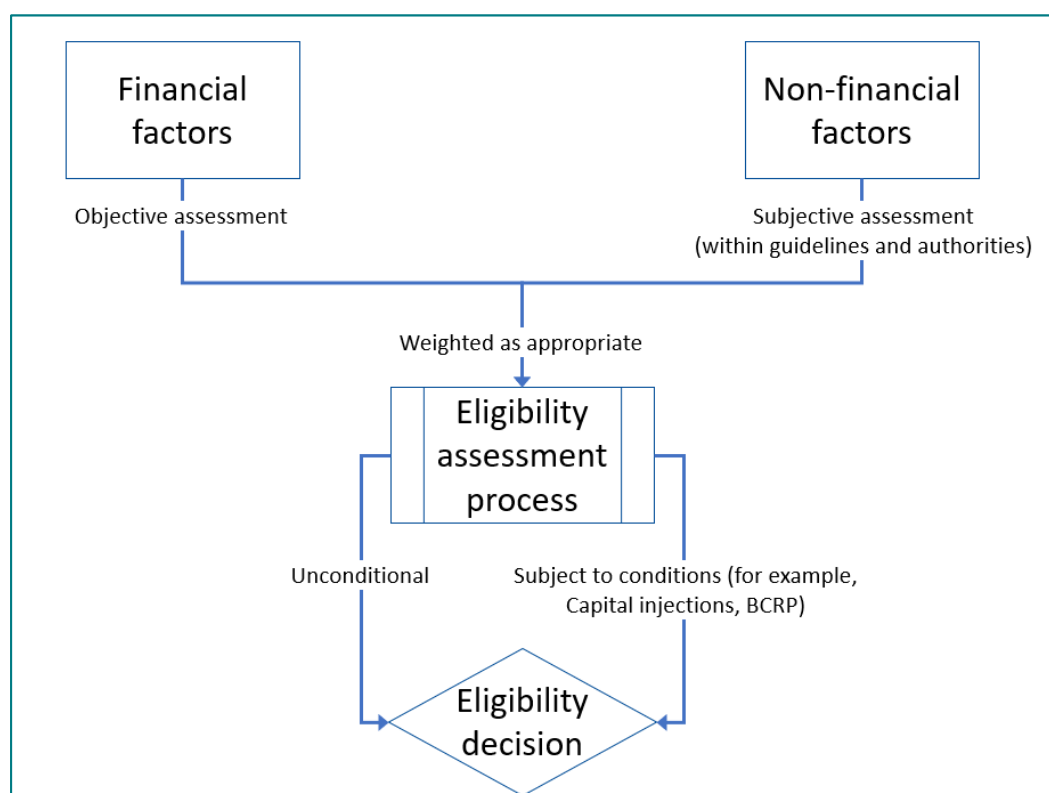 Financial
factors
Non-financial
factors
Objective assessment
Subjective assessment
(within guidelines and authorities)
Weighted as appropriate
Eligibility
assessment
process
Unconditional
Subject to conditions (for example,
Capital injections, BCRP)
Eligibility
decision